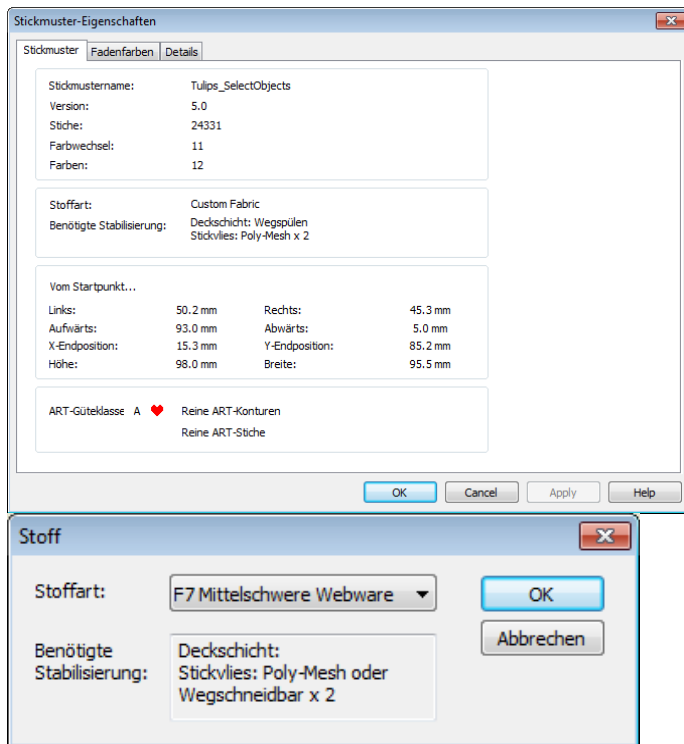 Stickmuster-Eigenschaften
Stickmuster Fadenfarben Details
Stickmustername: Tulips_SelectObjects
Version: 5.0
Stiche: 24331
Farbwechsel: 11
Farben: 12
Stoffart: Custom Fabric
Benötigte Stabilisierung: Deckschicht: Wegspülen
Stickvlies: Poly-Mesh x 2
Vom Startpunkt...
Links: 50.2 mm Rechts: 45.3 mm
Aufwärts: 93.0 mm Abwärts: 5.0 mm
X-Endposition: 15.3 mm Y-Endposition: 85.2 mm
Höhe: 98.0 mm Breite: 95.5 mm
ART-Güteklasse A Reine ART-Konturen
Reine ART-Stiche
OK Cancel Apply Help
Stoff
Stoffart: F7 Mittelschwere Webware OK
Abbrechen
Benötigte Deckschicht:
Stabilisierung: Stickvlies: Poly-Mesh oder
Wegschneidbar x 2